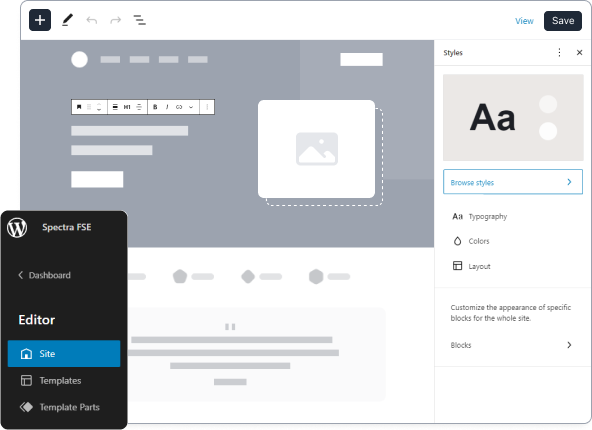 View
Save
Styles
H1
B
I
Aa
Browse styles
Aa Typography
Colors
Layout
Customize the appearance of specific
blocks for the whole site.
Blocks
Spectra FSE
Dashboard
Editor
Site
Templates
Template Parts